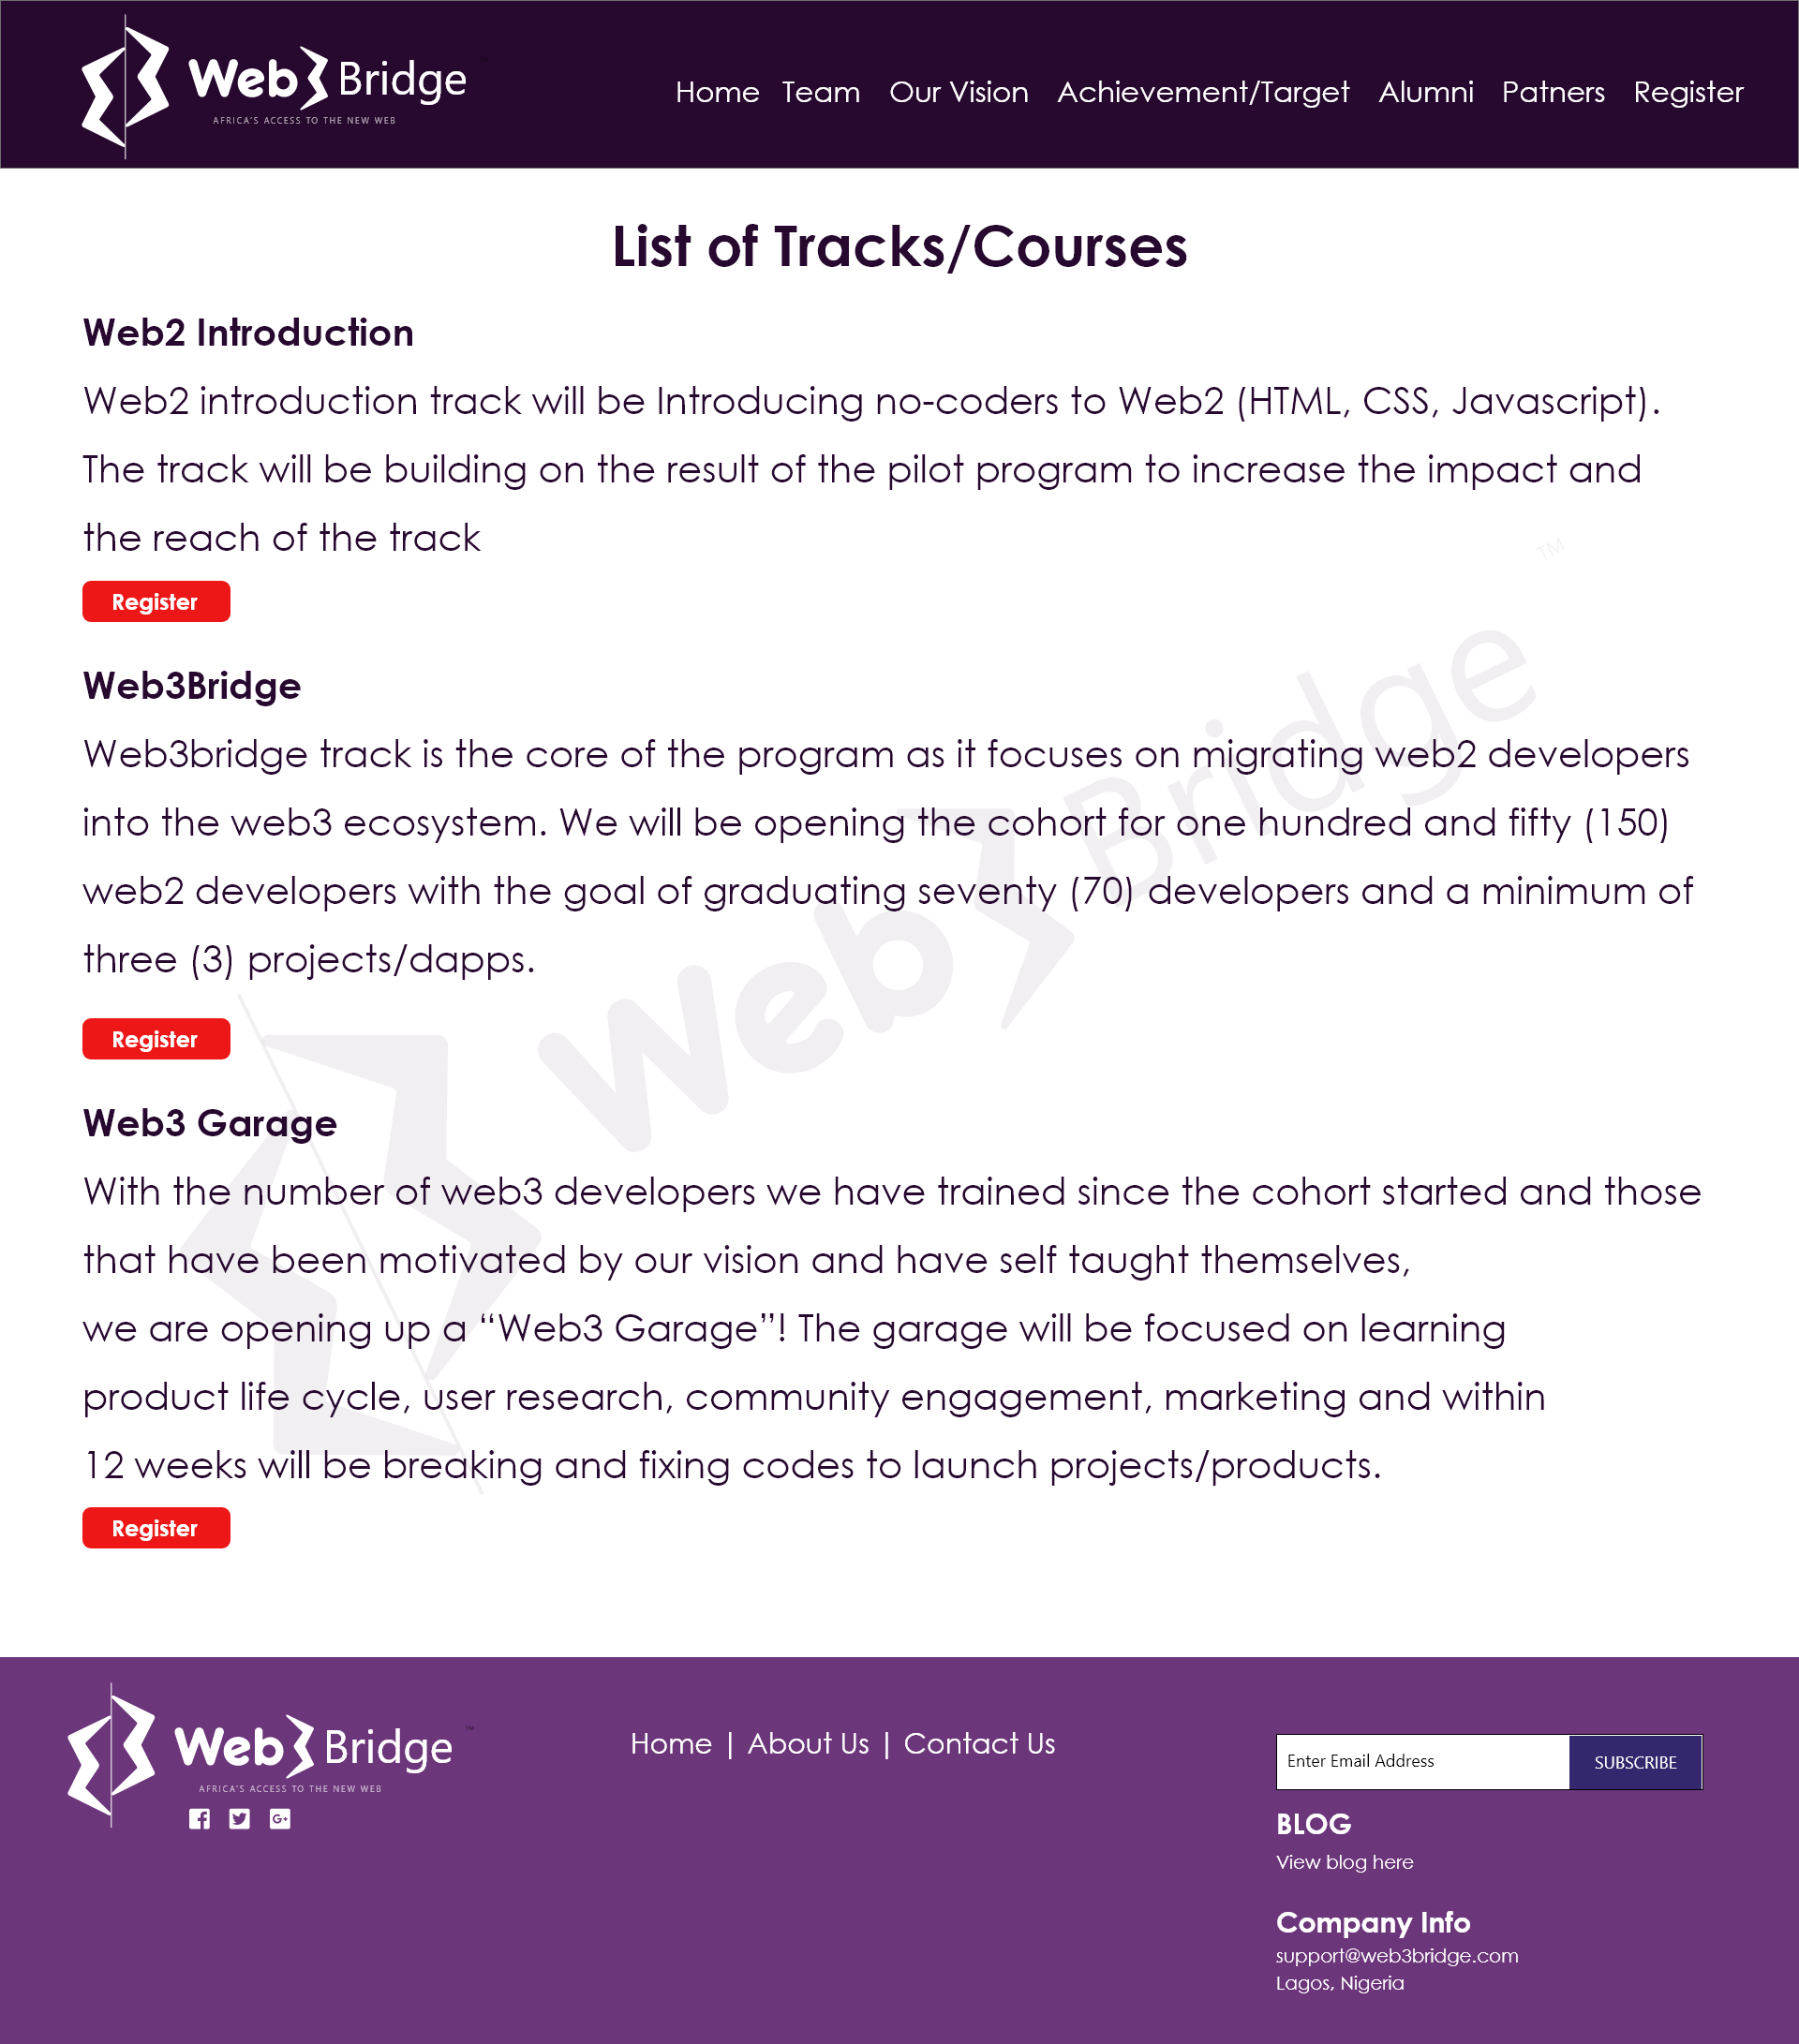 Web3Bridge
AFRICA'S ACCESS TO THE NEW WEB
Home Team Our Vision Achievement/Target Alumni Patners Register
List of Tracks/Courses
Web2 Introduction
Web2 introduction track will be Introducing no-coders to Web2 (HTML, CSS, Javascript).
The track will be building on the result of the pilot program to increase the impact and
the reach of the track
Register
Web3Bridge
Web3bridge track is the core of the program as it focuses on migrating web2 developers
into the web3 ecosystem. We will be opening the cohort for one hundred and fifty (150)
web2 developers with the goal of graduating seventy (70) developers and a minimum of
three (3) projects/dapps.
Register
Web3Bridge ™
Web3 Garage
With the number of web3 developers we have trained since the cohort started and those
that have been motivated by our vision and have self taught themselves,
we are opening up a “Web3 Garage”! The garage will be focused on learning
product life cycle, user research, community engagement, marketing and within
12 weeks will be breaking and fixing codes to launch projects/products.
Register
Web3Bridge ™
AFRICA'S ACCESS TO THE NEW WEB
Home | About Us | Contact Us
Enter Email Address SUBSCRIBE
BLOG
View blog here
Company Info
support@web3bridge.com
Lagos, Nigeria